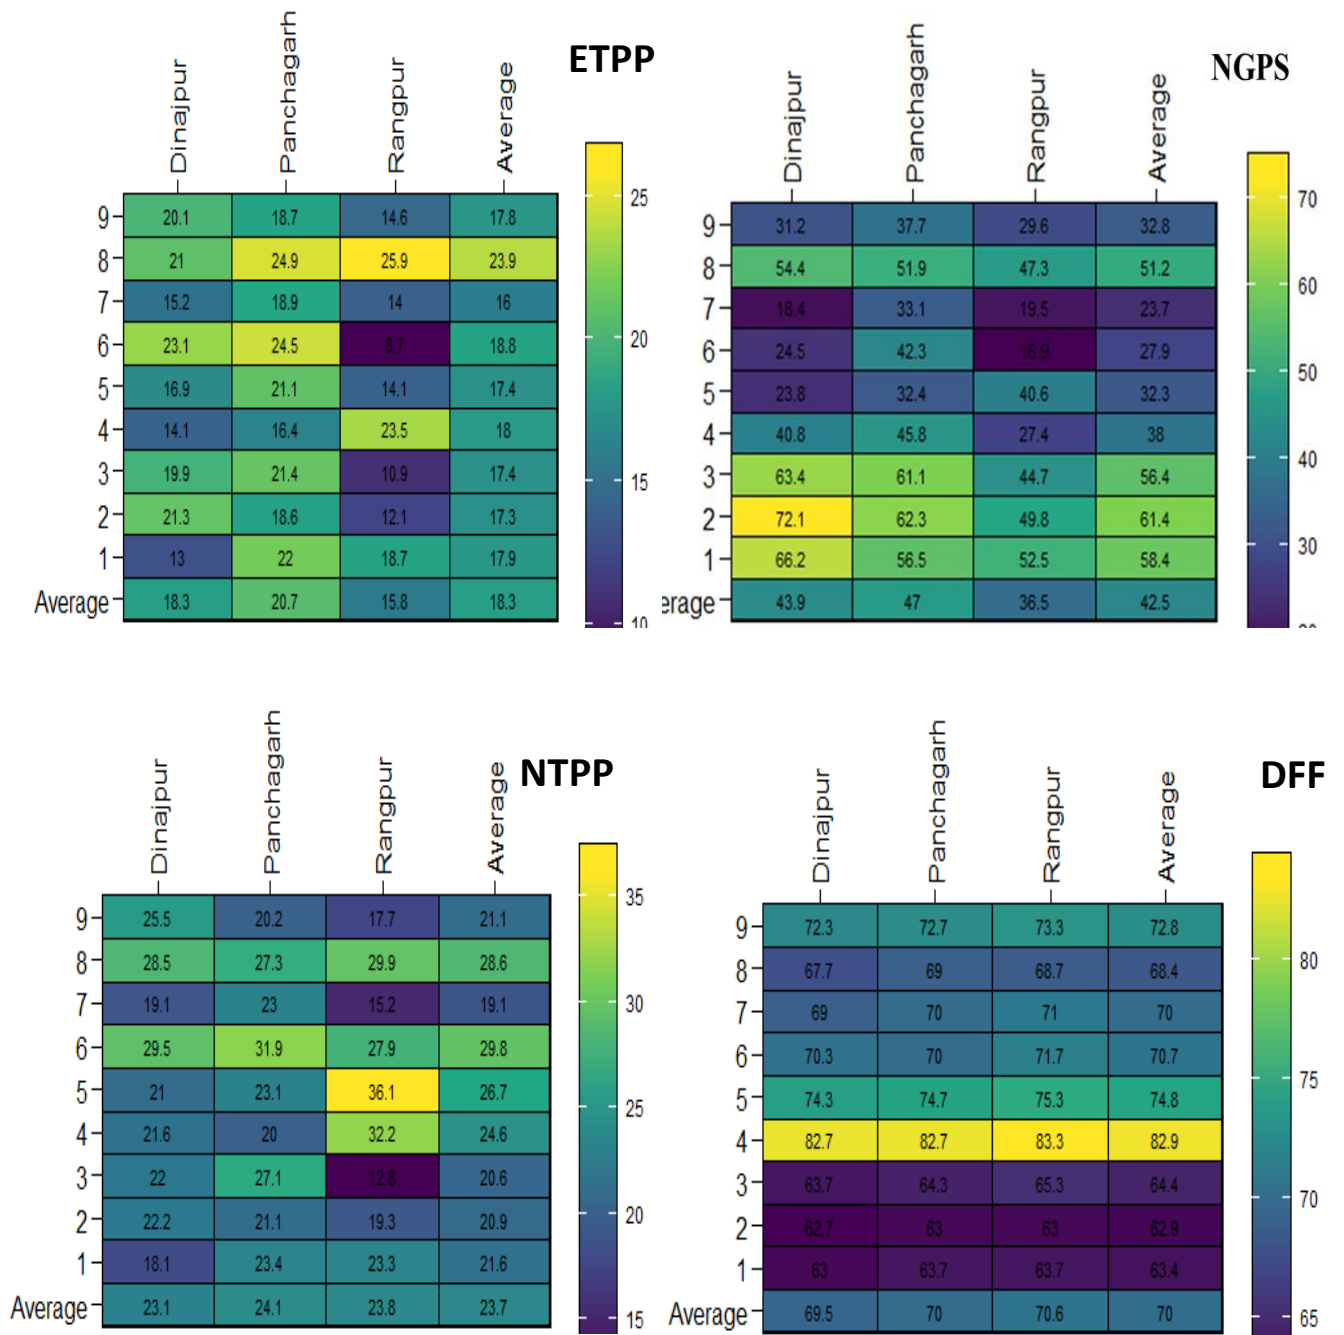 ETPP
Dinajpur Panchagarh Rangpur Average
9 20.1 18.7 14.6 17.8
8 21 24.9 25.9 23.9
7 15.2 18.9 14 16
6 23.1 24.5 8.7 18.8
5 16.9 21.1 14.1 17.4
4 14.1 16.4 23.5 18
3 19.9 21.4 10.9 17.4
2 21.3 18.6 12.1 17.3
1 13 22 18.7 17.9
Average 18.3 20.7 15.8 18.3
25
20
15
10
NGPS
Dinajpur Panchagarh Rangpur Average
9 31.2 37.7 29.6 32.8
8 54.4 51.9 47.3 51.2
7 18.4 33.1 19.5 23.7
6 24.5 42.3 16.9 27.9
5 23.8 32.4 40.6 32.3
4 40.8 45.8 27.4 38
3 63.4 61.1 44.7 56.4
2 72.1 62.3 49.8 61.4
1 66.2 56.5 52.5 58.4
erage 43.9 47 36.5 42.5
70
60
50
40
30
20
NTPP
Dinajpur Panchagarh Rangpur Average
9 25.5 20.2 17.7 21.1
8 28.5 27.3 29.9 28.6
7 19.1 23 15.2 19.1
6 29.5 31.9 27.9 29.8
5 21 23.1 36.1 26.7
4 21.6 20 32.2 24.6
3 22 27.1 12.8 20.6
2 22.2 21.1 19.3 20.9
1 18.1 23.4 23.3 21.6
Average 23.1 24.1 23.8 23.7
35
30
25
20
15
DFF
Dinajpur Panchagarh Rangpur Average
9 72.3 72.7 73.3 72.8
8 67.7 69 68.7 68.4
7 69 70 71 70
6 70.3 70 71.7 70.7
5 74.3 74.7 75.3 74.8
4 82.7 82.7 83.3 82.9
3 63.7 64.3 65.3 64.4
2 62.7 63 63 62.9
1 63 63.7 63.7 63.4
Average 69.5 70 70.6 70
80
75
70
65